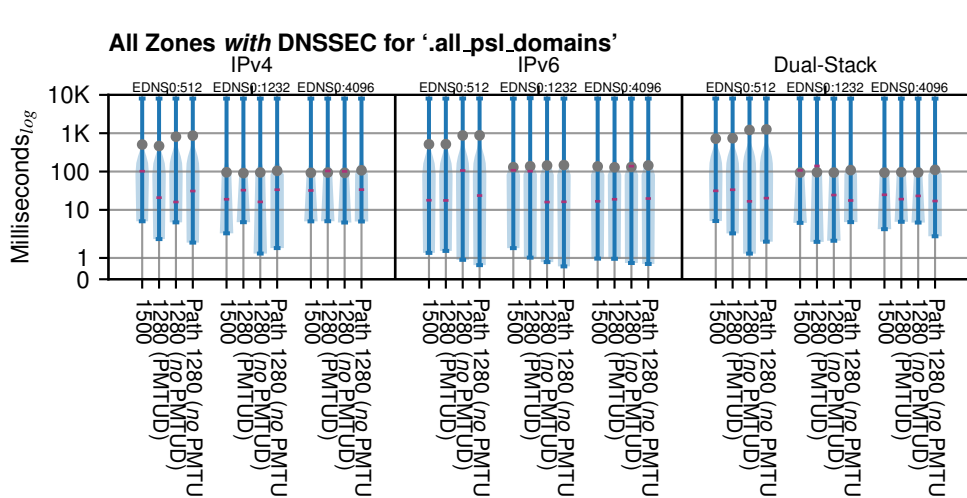 All Zones with DNSSEC for ‘.all_psl_domains’
IPv4
IPv6
Dual-Stack
EDNS0:512
EDNS0:1232
EDNS0:4096
EDNS0:512
EDNS0:1232
EDNS0:4096
EDNS0:512
EDNS0:1232
EDNS0:4096
Milliseconds log
10K
1K
100
10
1
0
1500
1280 (PMTUD)
1280 (no PMTUD)
Path 1280 (no PMTU
1500
1280 (PMTUD)
1280 (no PMTUD)
Path 1280 (no PMTU
1500
1280 (PMTUD)
1280 (no PMTUD)
Path 1280 (no PMTU
1500
1280 (PMTUD)
1280 (no PMTUD)
Path 1280 (no PMTU
1500
1280 (PMTUD)
1280 (no PMTUD)
Path 1280 (no PMTU
1500
1280 (PMTUD)
1280 (no PMTUD)
Path 1280 (no PMTU
1500
1280 (PMTUD)
1280 (no PMTUD)
Path 1280 (no PMTU
1500
1280 (PMTUD)
1280 (no PMTUD)
Path 1280 (no PMTU
1500
1280 (PMTUD)
1280 (no PMTUD)
Path 1280 (no PMTU